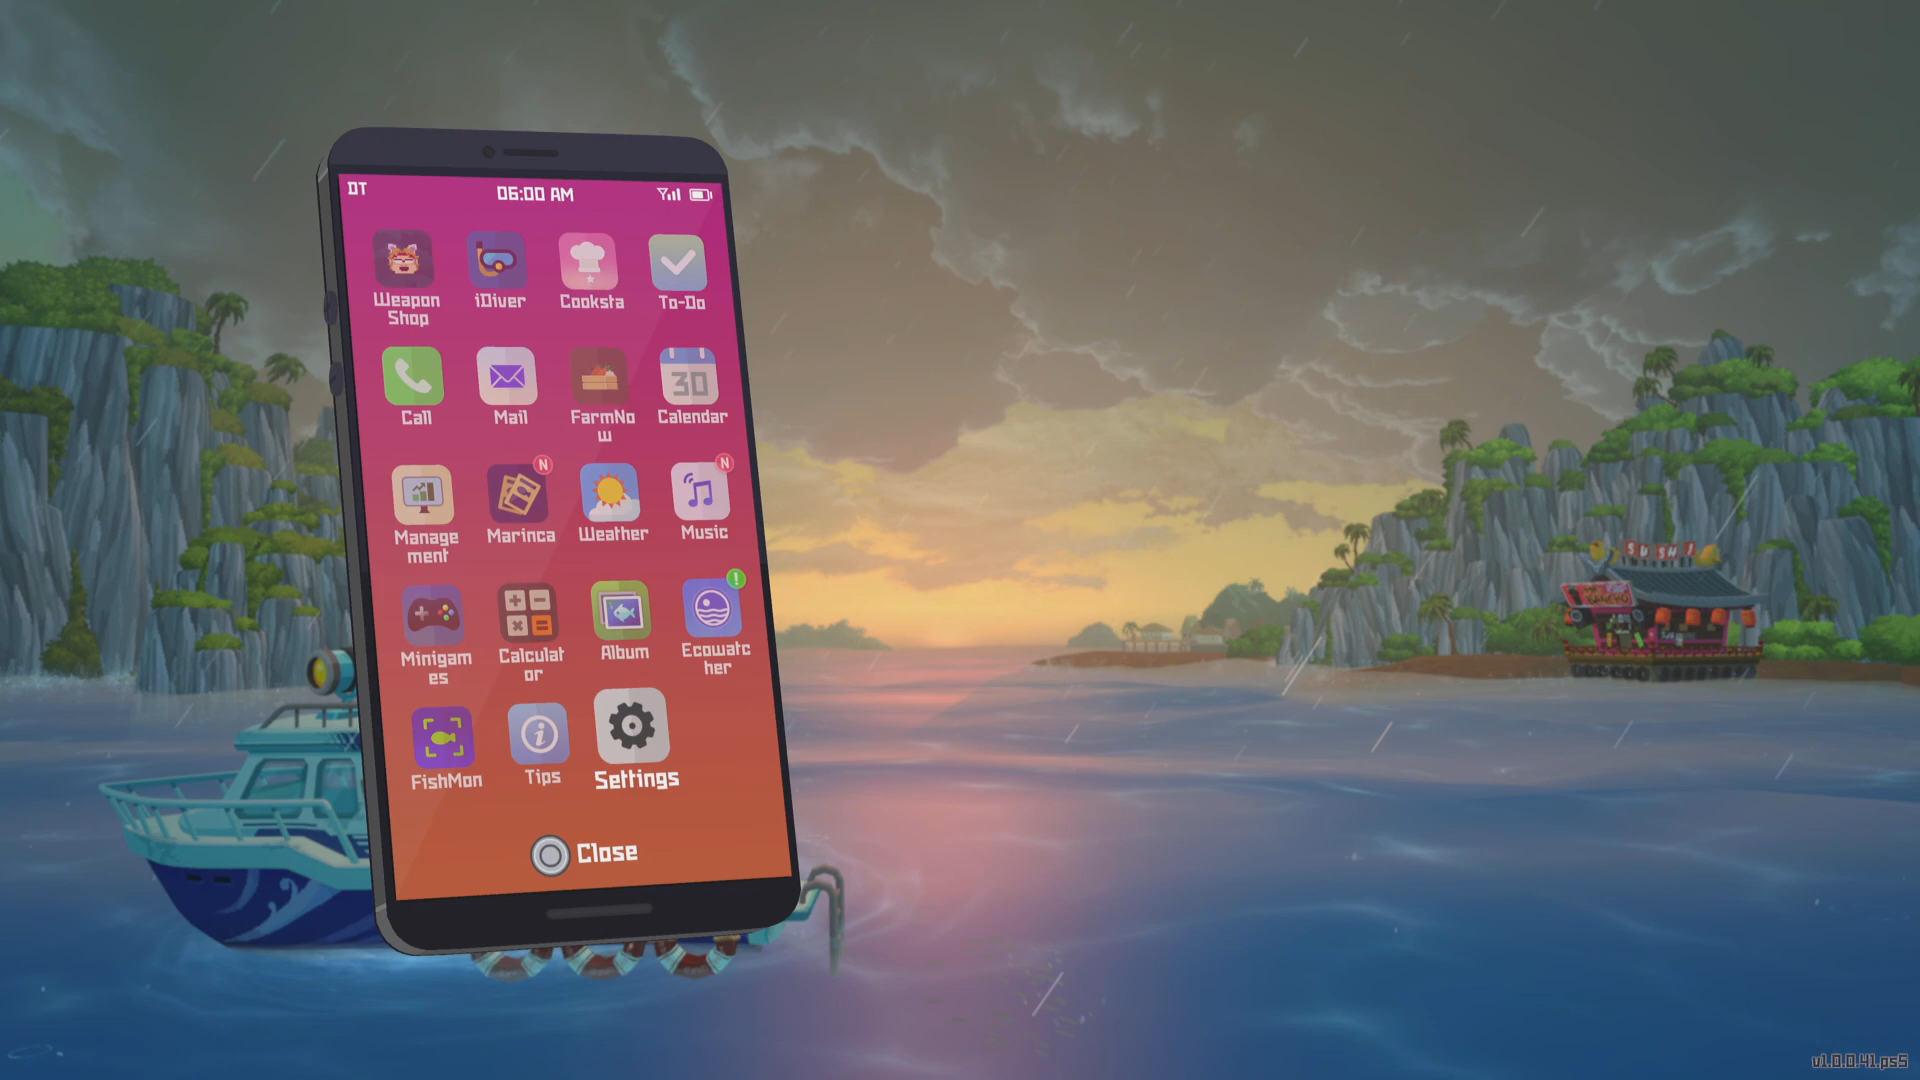 DT 06:00 AM
Weapon Shop
iDiver
Cooksta
To-Do
Call
Mail
FarmNo
w
30
Calendar
Manage
ment
N
Marinca
Weather
N
Music
Minigam
es
Calculat
or
Album
!
Ecowatc
her
FishMon
i
Tips
Settings
Close
SUSHI
v1.0.0.41.ps5